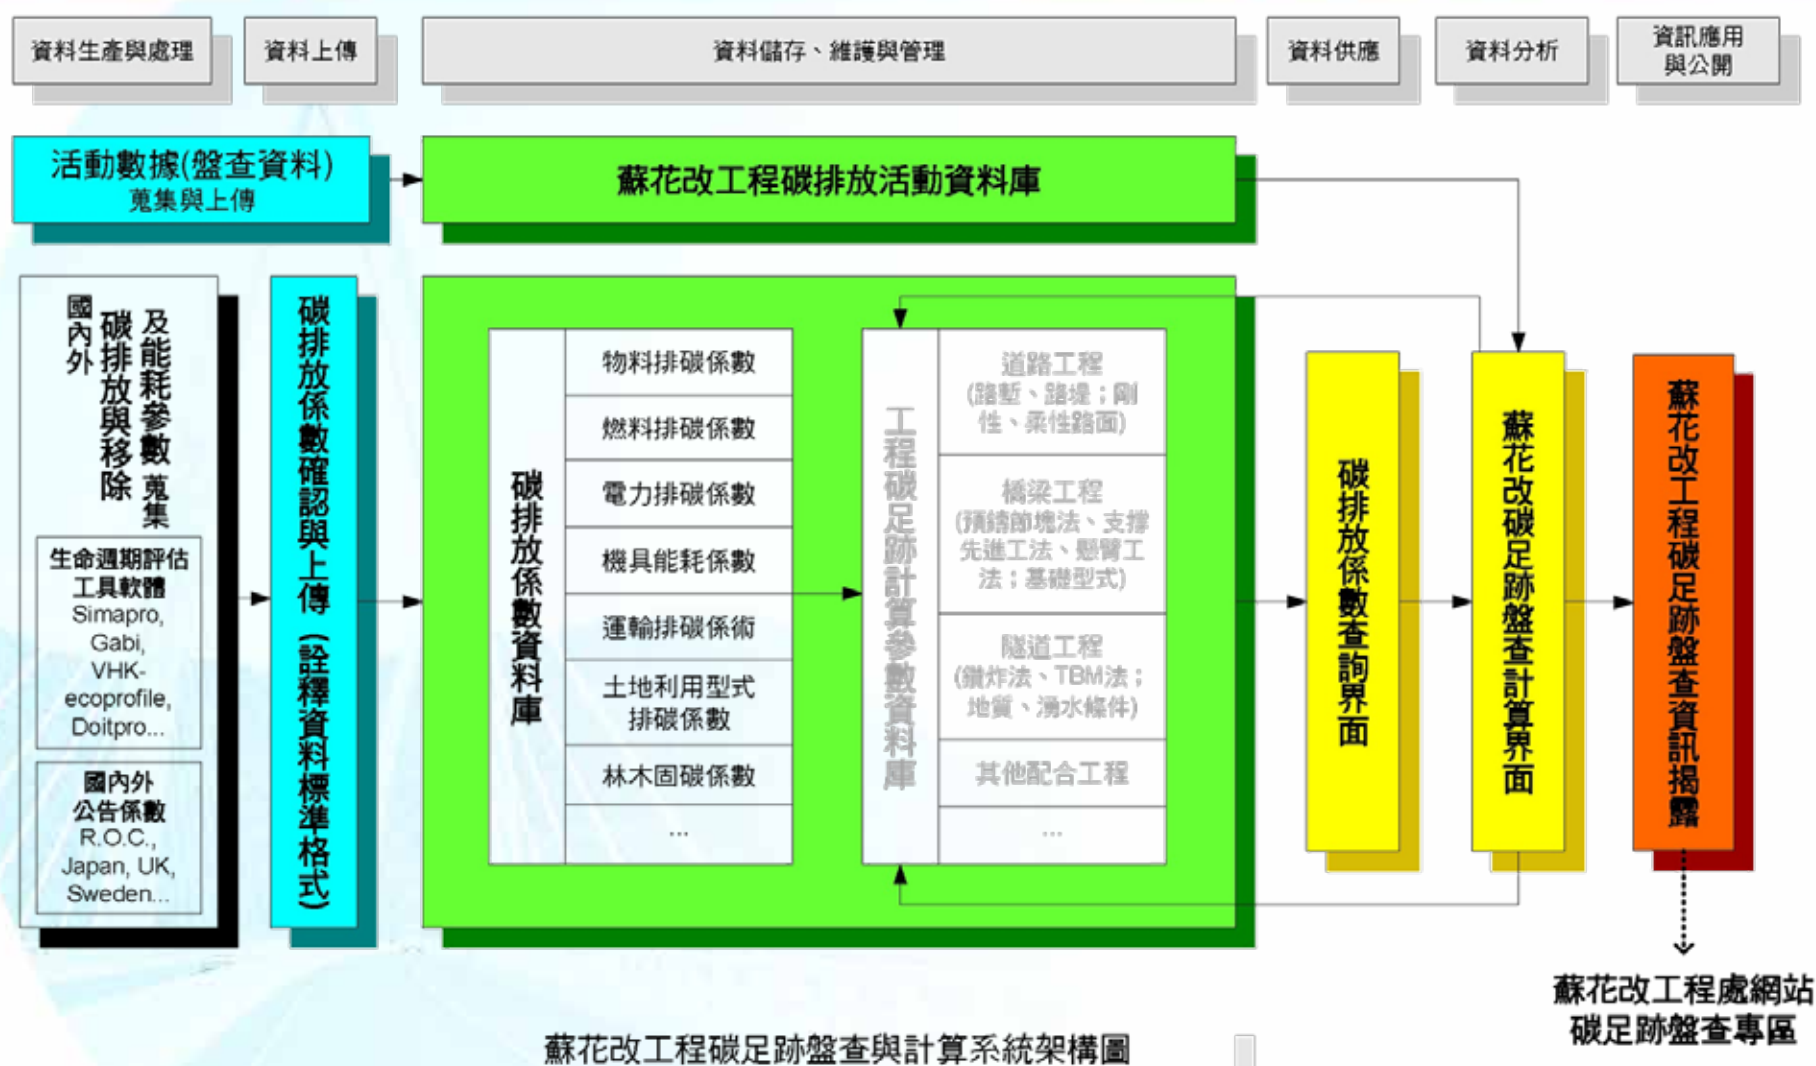 資料生產與處理
資料上傳
資料儲存、維護與管理
資料供應
資料分析
資訊應用
與公開
活動數據(盤查資料)
蒐集與上傳
蘇花改工程碳排放活動資料庫
國內外
碳排放與移除
及能耗參數 蒐集
生命週期評估
工具軟體
Simapro,
Gabi,
VHK-
ecoprofile,
Doitpro...
國內外
公告係數
R.O.C.,
Japan, UK,
Sweden...
碳排放係數確認與上傳（詮釋資料標準格式）
碳排放係數資料庫
物料排碳係數
燃料排碳係數
電力排碳係數
機具能耗係數
運輸排碳係術
土地利用型式
排碳係數
林木固碳係數
...
工程碳足跡計算參數資料庫
道路工程
(路塹、路堤；剛
性、柔性路面)
橋梁工程
(預鑄節塊法、支撐
先進工法、懸臂工
法；基礎型式)
隧道工程
(鑽炸法、TBM法；
地質、湧水條件)
其他配合工程
...
碳排放係數查詢界面
蘇花改碳足跡盤查計算界面
蘇花改工程碳足跡盤查資訊揭露
蘇花改工程處網站
碳足跡盤查專區
蘇花改工程碳足跡盤查與計算系統架構圖